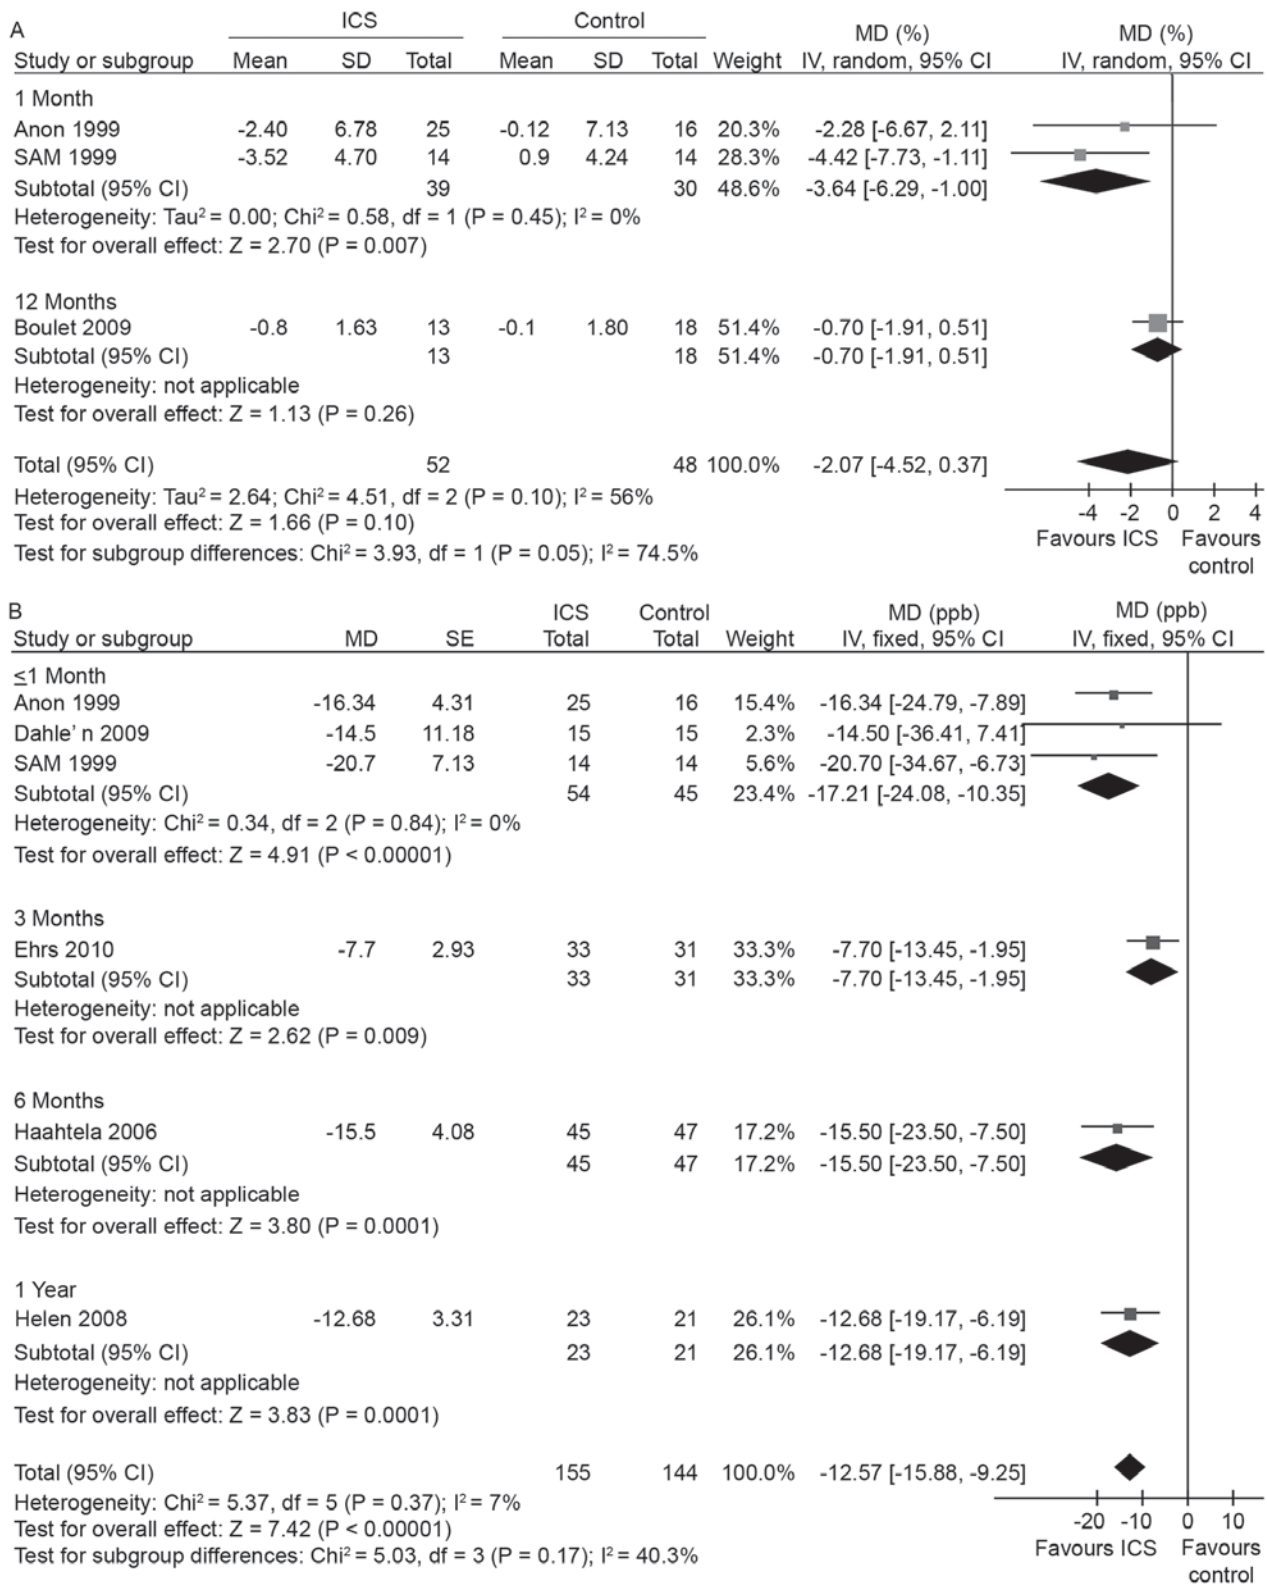 A
ICS Control MD (%) MD (%)
Study or subgroup Mean SD Total Mean SD Total Weight IV, random, 95% CI IV, random, 95% CI
1 Month
Anon 1999 -2.40 6.78 25 -0.12 7.13 16 20.3% -2.28 [-6.67, 2.11]
SAM 1999 -3.52 4.70 14 0.9 4.24 14 28.3% -4.42 [-7.73, -1.11]
Subtotal (95% CI) 39 30 48.6% -3.64 [-6.29, -1.00]
Heterogeneity: Tau² = 0.00; Chi² = 0.58, df = 1 (P = 0.45); I² = 0%
Test for overall effect: Z = 2.70 (P = 0.007)
12 Months
Boulet 2009 -0.8 1.63 13 -0.1 1.80 18 51.4% -0.70 [-1.91, 0.51]
Subtotal (95% CI) 13 18 51.4% -0.70 [-1.91, 0.51]
Heterogeneity: not applicable
Test for overall effect: Z = 1.13 (P = 0.26)
Total (95% CI) 52 48 100.0% -2.07 [-4.52, 0.37]
Heterogeneity: Tau² = 2.64; Chi² = 4.51, df = 2 (P = 0.10); I² = 56%
Test for overall effect: Z = 1.66 (P = 0.10)
Test for subgroup differences: Chi² = 3.93, df = 1 (P = 0.05); I² = 74.5%
-4 -2 0 2 4
Favours ICS Favours
control
B
ICS Control MD (ppb) MD (ppb)
Study or subgroup MD SE Total Total Weight IV, fixed, 95% CI IV, fixed, 95% CI
≤1 Month
Anon 1999 -16.34 4.31 25 16 15.4% -16.34 [-24.79, -7.89]
Dahle' n 2009 -14.5 11.18 15 15 2.3% -14.50 [-36.41, 7.41]
SAM 1999 -20.7 7.13 14 14 5.6% -20.70 [-34.67, -6.73]
Subtotal (95% CI) 54 45 23.4% -17.21 [-24.08, -10.35]
Heterogeneity: Chi² = 0.34, df = 2 (P = 0.84); I² = 0%
Test for overall effect: Z = 4.91 (P < 0.00001)
3 Months
Ehrs 2010 -7.7 2.93 33 31 33.3% -7.70 [-13.45, -1.95]
Subtotal (95% CI) 33 31 33.3% -7.70 [-13.45, -1.95]
Heterogeneity: not applicable
Test for overall effect: Z = 2.62 (P = 0.009)
6 Months
Haahtela 2006 -15.5 4.08 45 47 17.2% -15.50 [-23.50, -7.50]
Subtotal (95% CI) 45 47 17.2% -15.50 [-23.50, -7.50]
Heterogeneity: not applicable
Test for overall effect: Z = 3.80 (P = 0.0001)
1 Year
Helen 2008 -12.68 3.31 23 21 26.1% -12.68 [-19.17, -6.19]
Subtotal (95% CI) 23 21 26.1% -12.68 [-19.17, -6.19]
Heterogeneity: not applicable
Test for overall effect: Z = 3.83 (P = 0.0001)
Total (95% CI) 155 144 100.0% -12.57 [-15.88, -9.25]
Heterogeneity: Chi² = 5.37, df = 5 (P = 0.37); I² = 7%
Test for overall effect: Z = 7.42 (P < 0.00001)
Test for subgroup differences: Chi² = 5.03, df = 3 (P = 0.17); I² = 40.3%
-20 -10 0 10
Favours ICS Favours
control